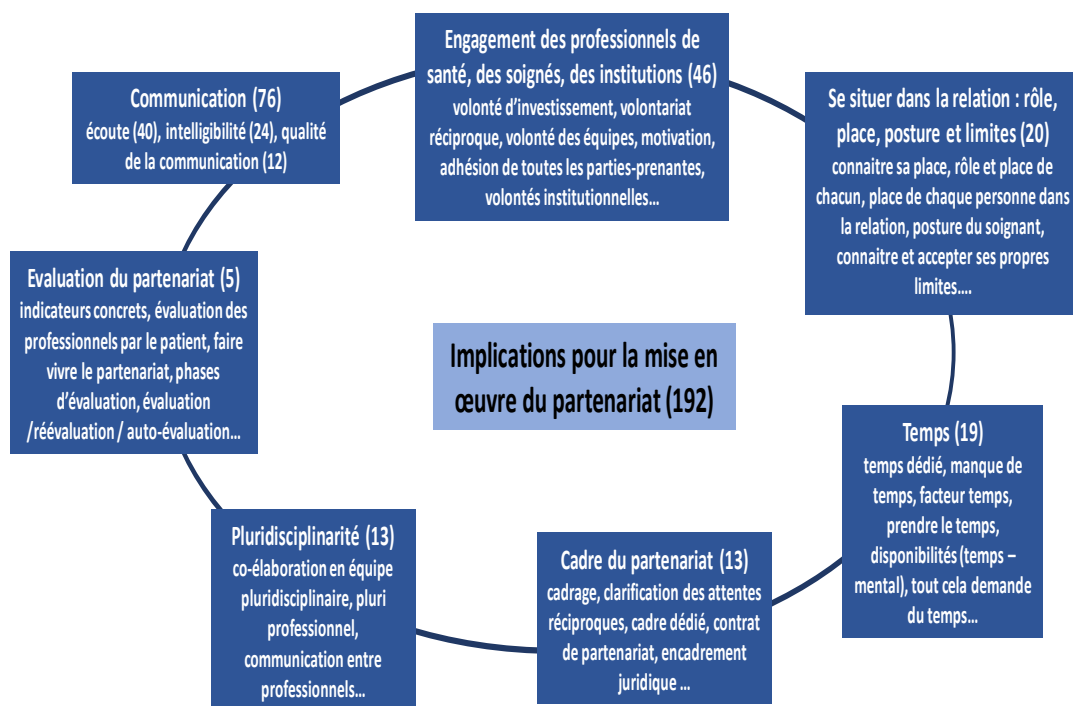 Engagement des professionnels de
santé, des soignés, des institutions (46)
volonté d’investissement, volontariat
réciproque, volonté des équipes, motivation,
adhésion de toutes les parties-prenantes,
volontés institutionnelles…
Communication (76)
écoute (40), intelligibilité (24), qualité
de la communication (12)
Se situer dans la relation : rôle,
place, posture et limites (20)
connaitre sa place, rôle et place de
chacun, place de chaque personne dans
la relation, posture du soignant,
connaitre et accepter ses propres
limites….
Evaluation du partenariat (5)
indicateurs concrets, évaluation des
professionnels par le patient, faire
vivre le partenariat, phases
d’évaluation, évaluation
/réévaluation / auto-évaluation…
Implications pour la mise en
œuvre du partenariat (192)
Temps (19)
temps dédié, manque de
temps, facteur temps,
prendre le temps,
disponibilités (temps –
mental), tout cela demande
du temps…
Pluridisciplinarité (13)
co-élaboration en équipe
pluridisciplinaire, pluri
professionnel,
communication entre
professionnels…
Cadre du partenariat (13)
cadrage, clarification des attentes
réciproques, cadre dédié, contrat
de partenariat, encadrement
juridique …